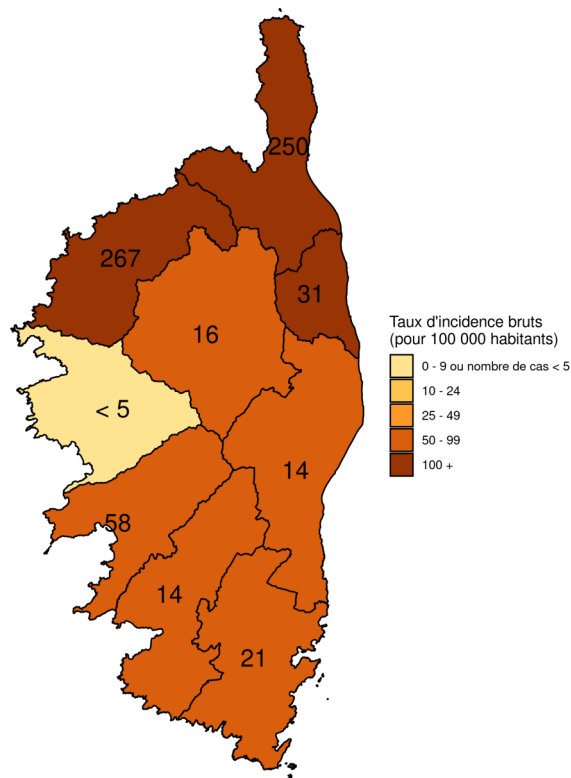 250
267
31
16
< 5
14
58
14
21
Taux d'incidence bruts
(pour 100 000 habitants)
0 - 9 ou nombre de cas < 5
10 - 24
25 - 49
50 - 99
100 +